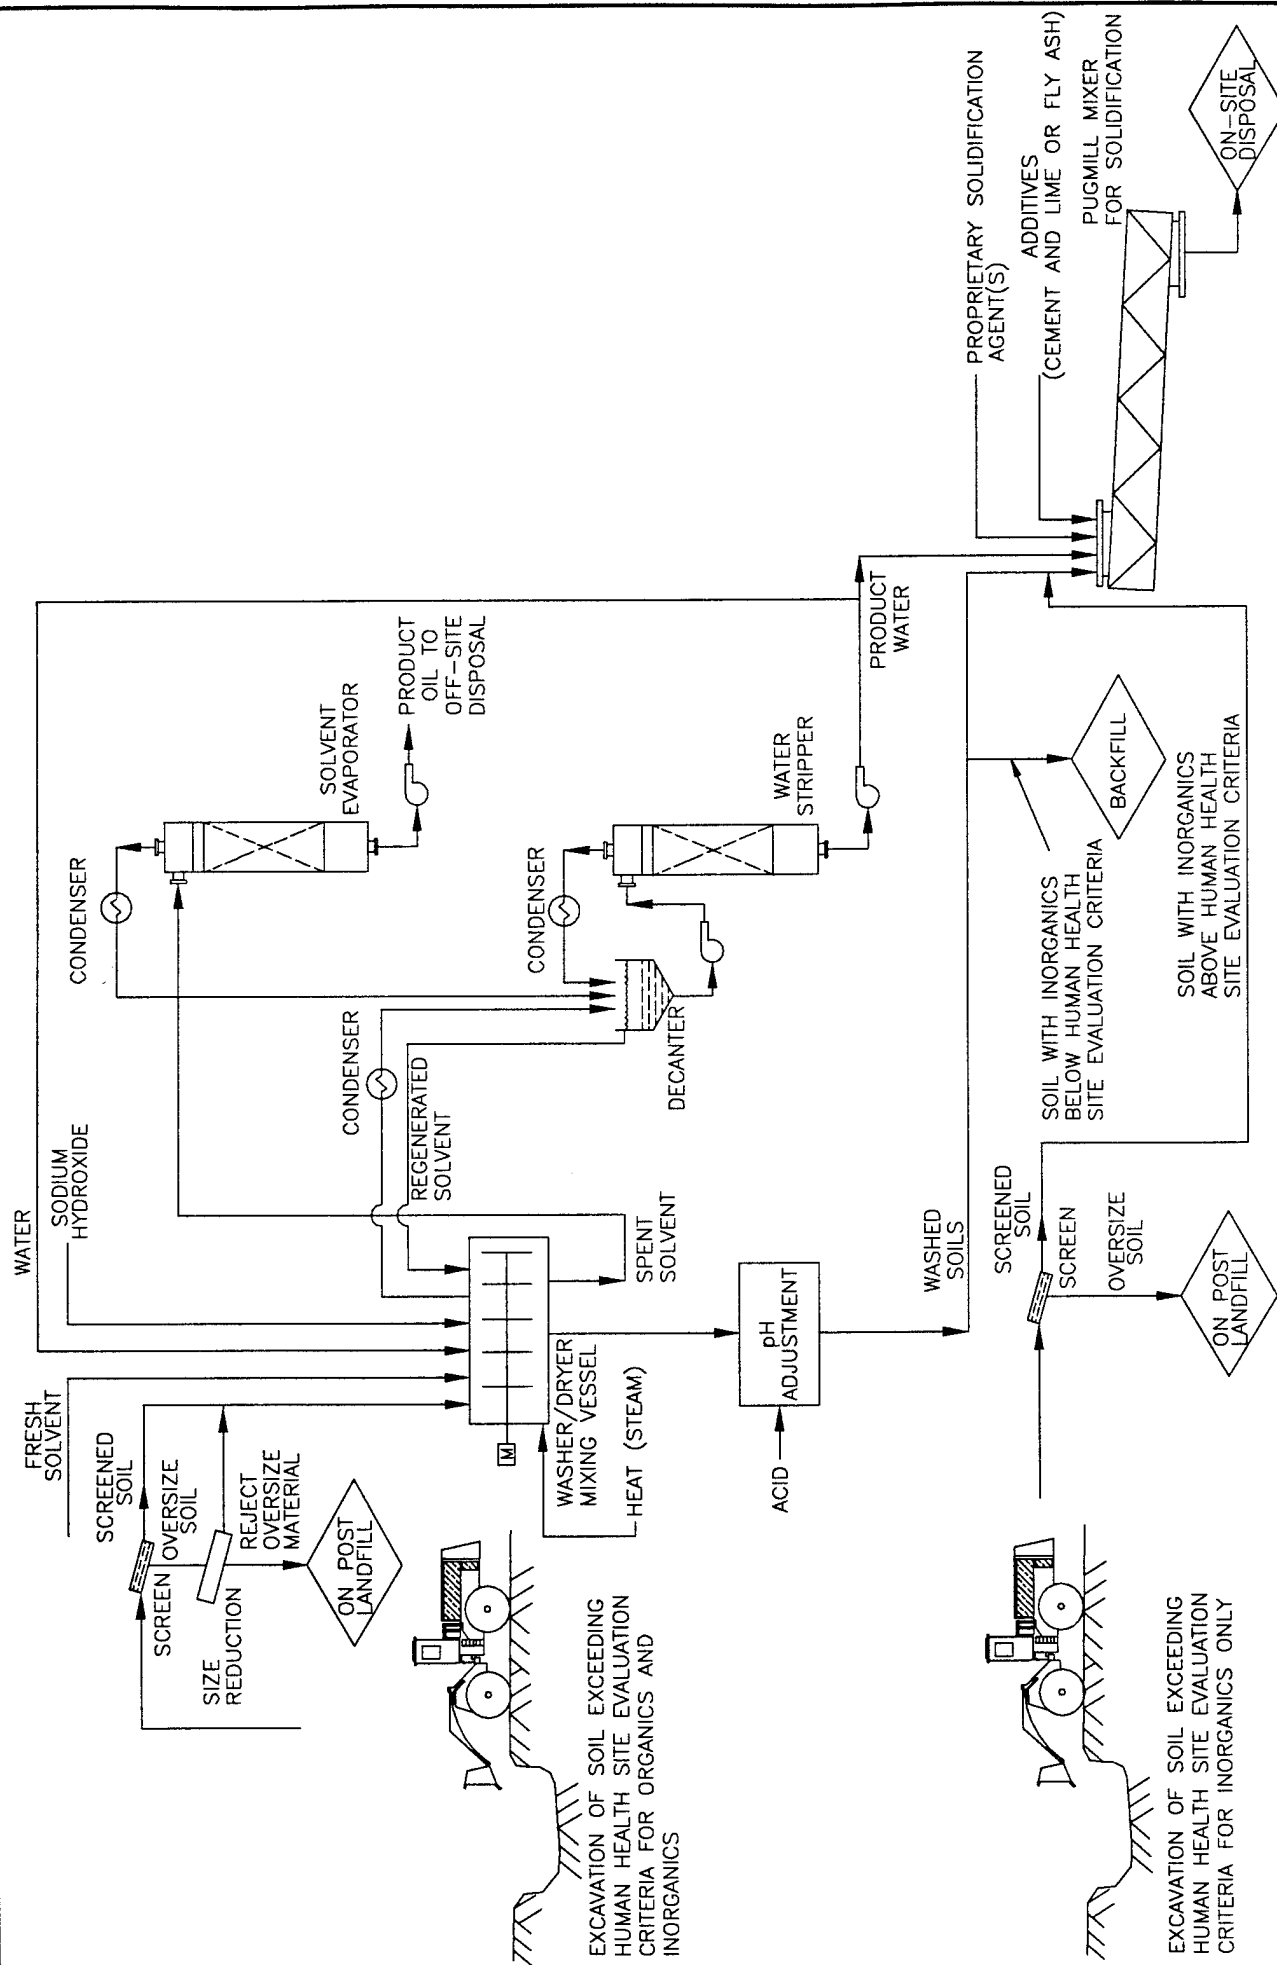 WATER
SODIUM
HYDROXIDE
FRESH
SOLVENT
SCREENED
SOIL
SCREEN
OVERSIZE
SOIL
SIZE
REDUCTION
REJECT
OVERSIZE
MATERIAL
ON POST
LANDFILL
EXCAVATION OF SOIL EXCEEDING
HUMAN HEALTH SITE EVALUATION
CRITERIA FOR ORGANICS AND
INORGANICS
M
WASHER/DRYER
MIXING VESSEL
HEAT (STEAM)
SPENT
SOLVENT
REGENERATED
SOLVENT
CONDENSER
CONDENSER
CONDENSER
DECANTER
SOLVENT
EVAPORATOR
PRODUCT
OIL TO
OFF-SITE
DISPOSAL
WATER
STRIPPER
PRODUCT
WATER
ACID
pH
ADJUSTMENT
WASHED
SOILS
BACKFILL
SOIL WITH INORGANICS
BELOW HUMAN HEALTH
SITE EVALUATION CRITERIA
SOIL WITH INORGANICS
ABOVE HUMAN HEALTH
SITE EVALUATION CRITERIA
PROPRIETARY SOLIDIFICATION
AGENT(S)
ADDITIVES
(CEMENT AND LIME OR FLY ASH)
PUGMILL MIXER
FOR SOLIDIFICATION
ON-SITE
DISPOSAL
SCREENED
SOIL
SCREEN
OVERSIZE
SOIL
ON POST
LANDFILL
EXCAVATION OF SOIL EXCEEDING
HUMAN HEALTH SITE EVALUATION
CRITERIA FOR INORGANICS ONLY